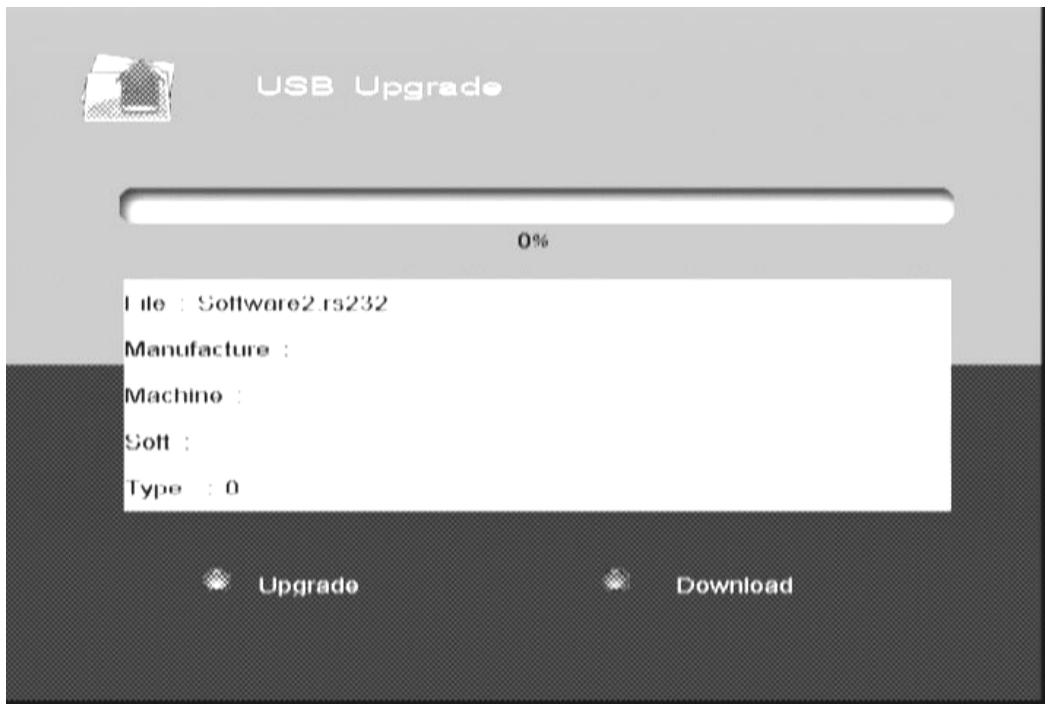 USB Upgrade
0%
File : Software2.rs232
Manufacture :
Machine :
Soft :
Type : 0
Upgrade
Download